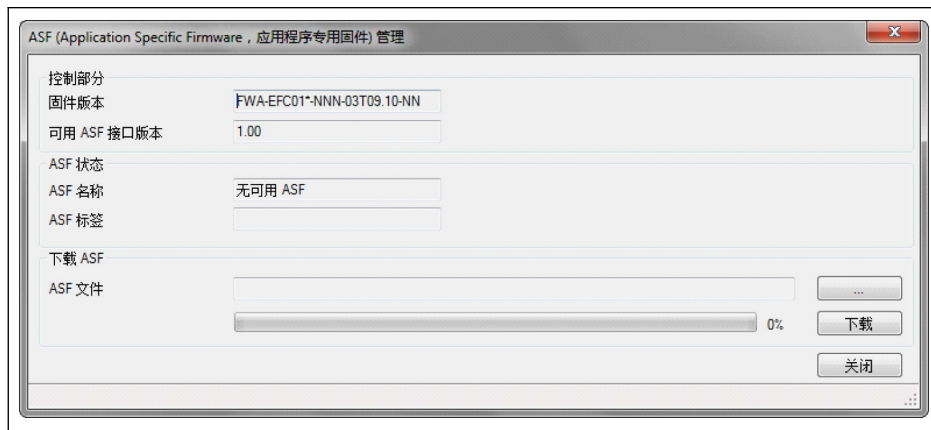 ASF (Application Specific Firmware , 应用程序专用固件) 管理
控制部分
固件版本 FWA-EFC01*-NNN-03T09.10-NN
可用 ASF 接口版本 1.00
ASF 状态
ASF 名称 无可用 ASF
ASF 标签
下载 ASF
ASF 文件 ...
0% 下载
关闭